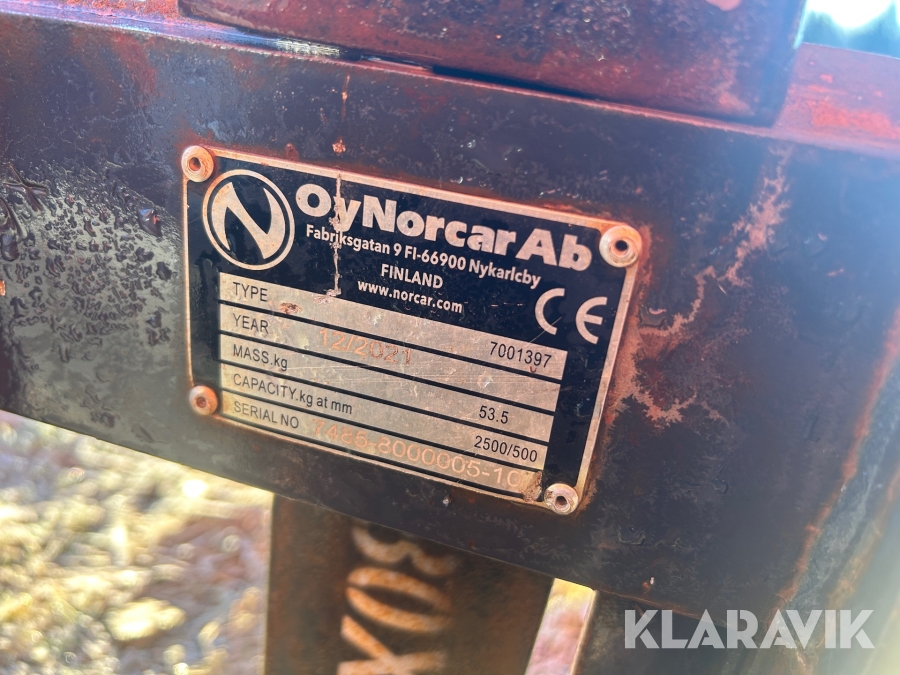 OyNorcarAb
Fabriksgatan 9 FI-66900 Nykarlcby
FINLAND
www.norcar.com
CE
TYPE 7001397
YEAR 12/2021
MASS.kg 53.5
CAPACITY.kg at mm 2500/500
SERIAL NO
KLARAVIK